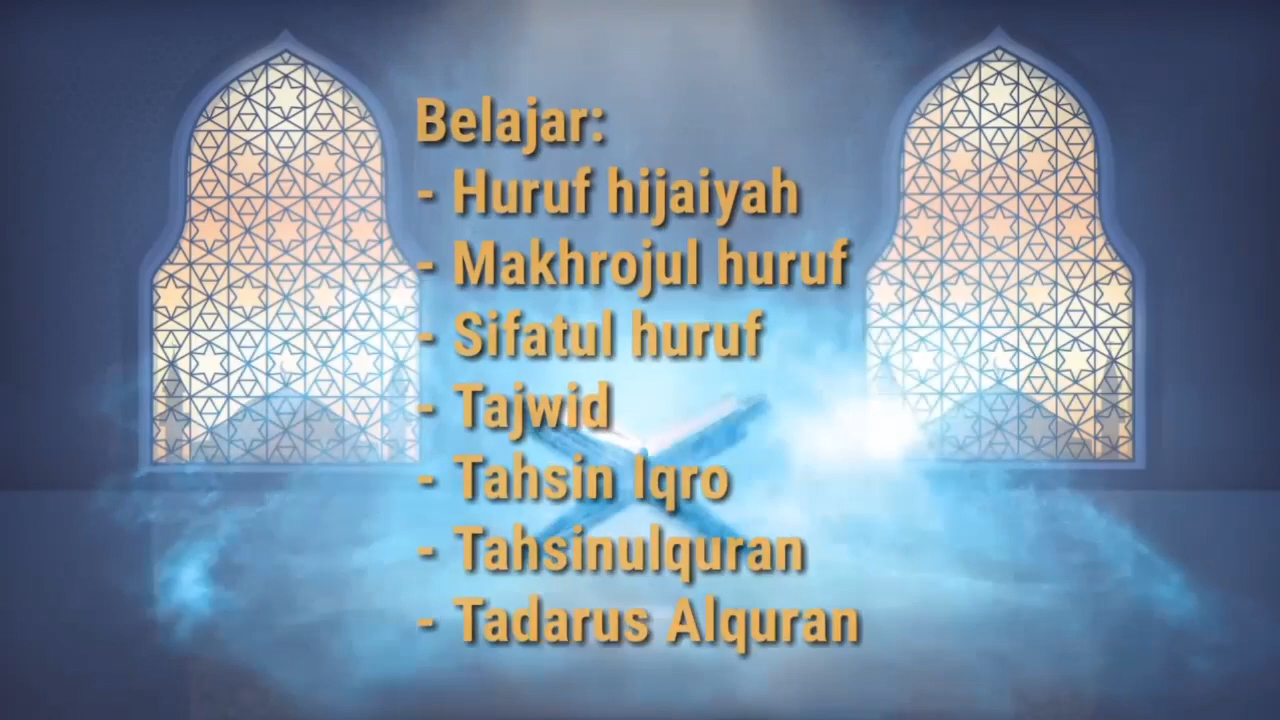 Belajar:
- Huruf hijaiyah
- Makhrojul huruf
- Sifatul huruf
- Tajwid
- Tahsin Iqro
- Tahsinulquran
- Tadarus Alquran